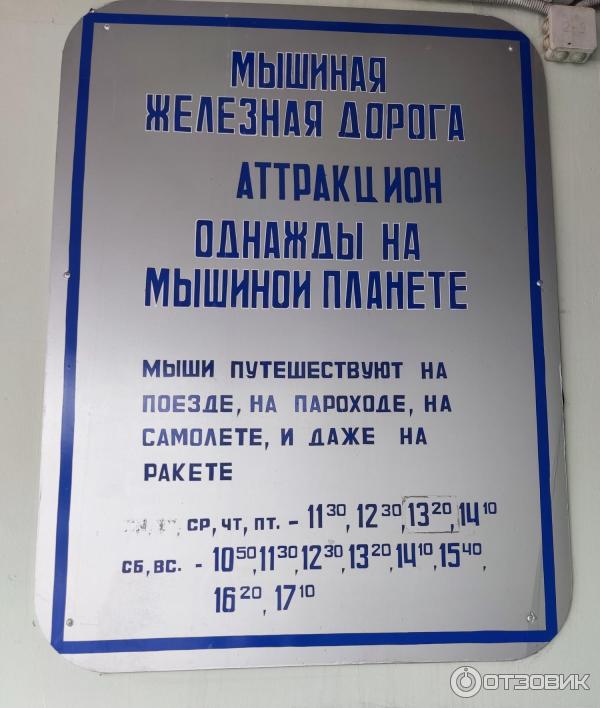 МЫШИНАЯ
ЖЕЛЕЗНАЯ ДОРОГА
АТТРАКЦИОН
ОДНАЖДЫ НА
МЫШИНОЙ ПЛАНЕТЕ
МЫШИ ПУТЕШЕСТВУЮТ НА
ПОЕЗДЕ, НА ПАРОХОДЕ, НА
САМОЛЕТЕ, И ДАЖЕ НА
РАКЕТЕ
СР, ЧТ, ПТ. - 11³⁰, 12³⁰, 13²⁰, 14¹⁰
СБ, ВС. - 10⁵⁰, 11³⁰, 12³⁰, 13²⁰, 14¹⁰, 15⁴⁰,
16²⁰, 17¹⁰
ОТЗОВИК